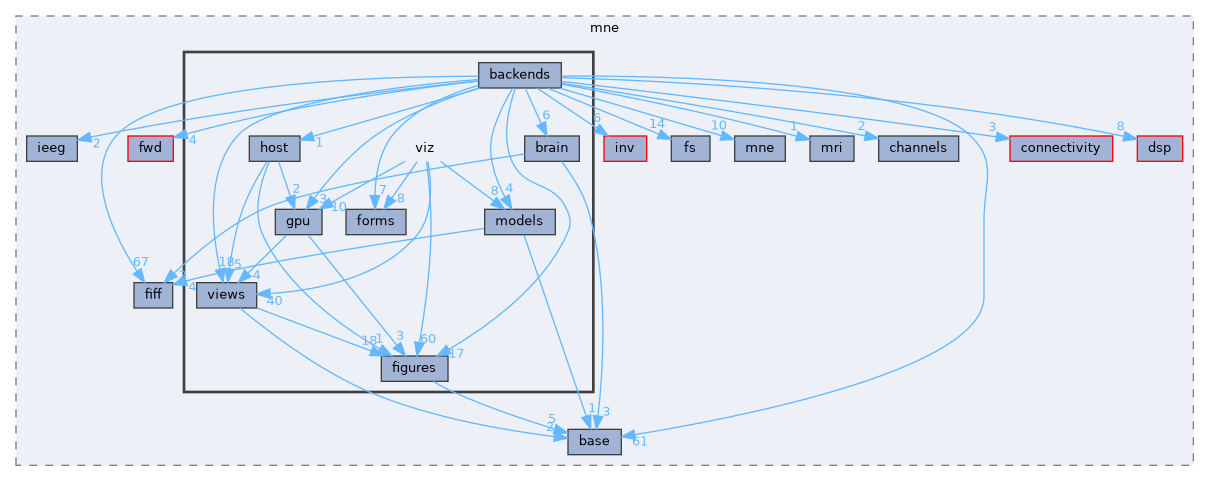 mne
backends
6
6
14
10
1
2
3
8
ieeg
2
fwd
4
host
1
viz
brain
inv
fs
mne
mri
channels
connectivity
dsp
2
3
10
7
8
8
4
gpu
forms
models
67
18
5
4
2
4
fiff
views
40
18
1
3
60
17
figures
5
2
1
3
base
61